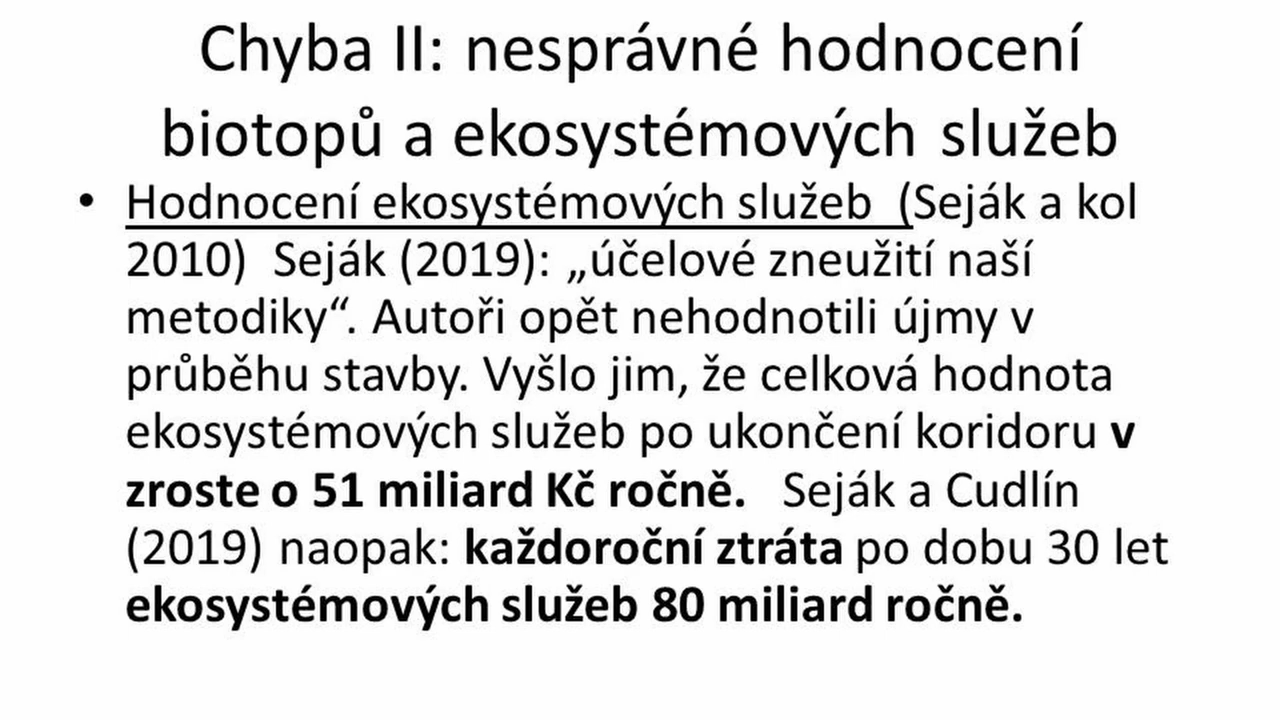 Chyba II: nesprávné hodnocení
biotopů a ekosystémových služeb
• Hodnocení ekosystémových služeb  (Seják a kol
2010)  Seják (2019): „účelové zneužití naší
metodiky“. Autoři opět nehodnotili újmy v
průběhu stavby. Vyšlo jim, že celková hodnota
ekosystémových služeb po ukončení koridoru v
zroste o 51 miliard Kč ročně.   Seják a Cudlín
(2019) naopak: každoroční ztráta po dobu 30 let
ekosystémových služeb 80 miliard ročně.